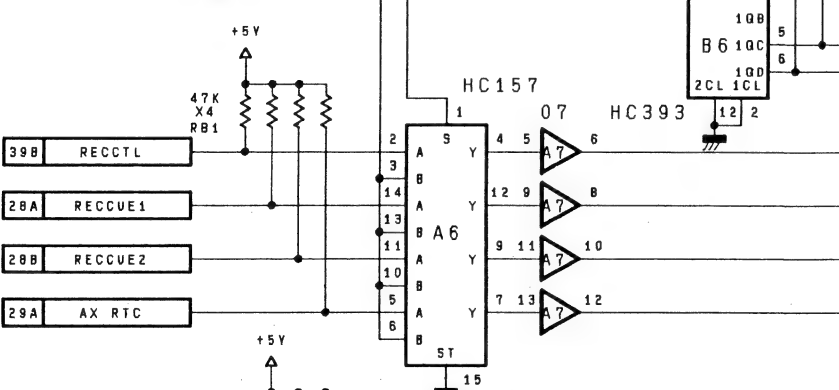 +5V
1QB
5
B6 1QC
6
1QD
2CL 1CL
12 2
HC157
47K
X4
RB1
1
07 HC393
39B RECCTL
2 A S Y 4 5 A7 6
3 B
28A RECCUE1
14 A Y 12 9 A7 8
13 B A6
28B RECCUE2
11 A Y 9 11 A7 10
10 B
29A AX RTC
5 A Y 7 13 A7 12
6 B
ST
15
+5V